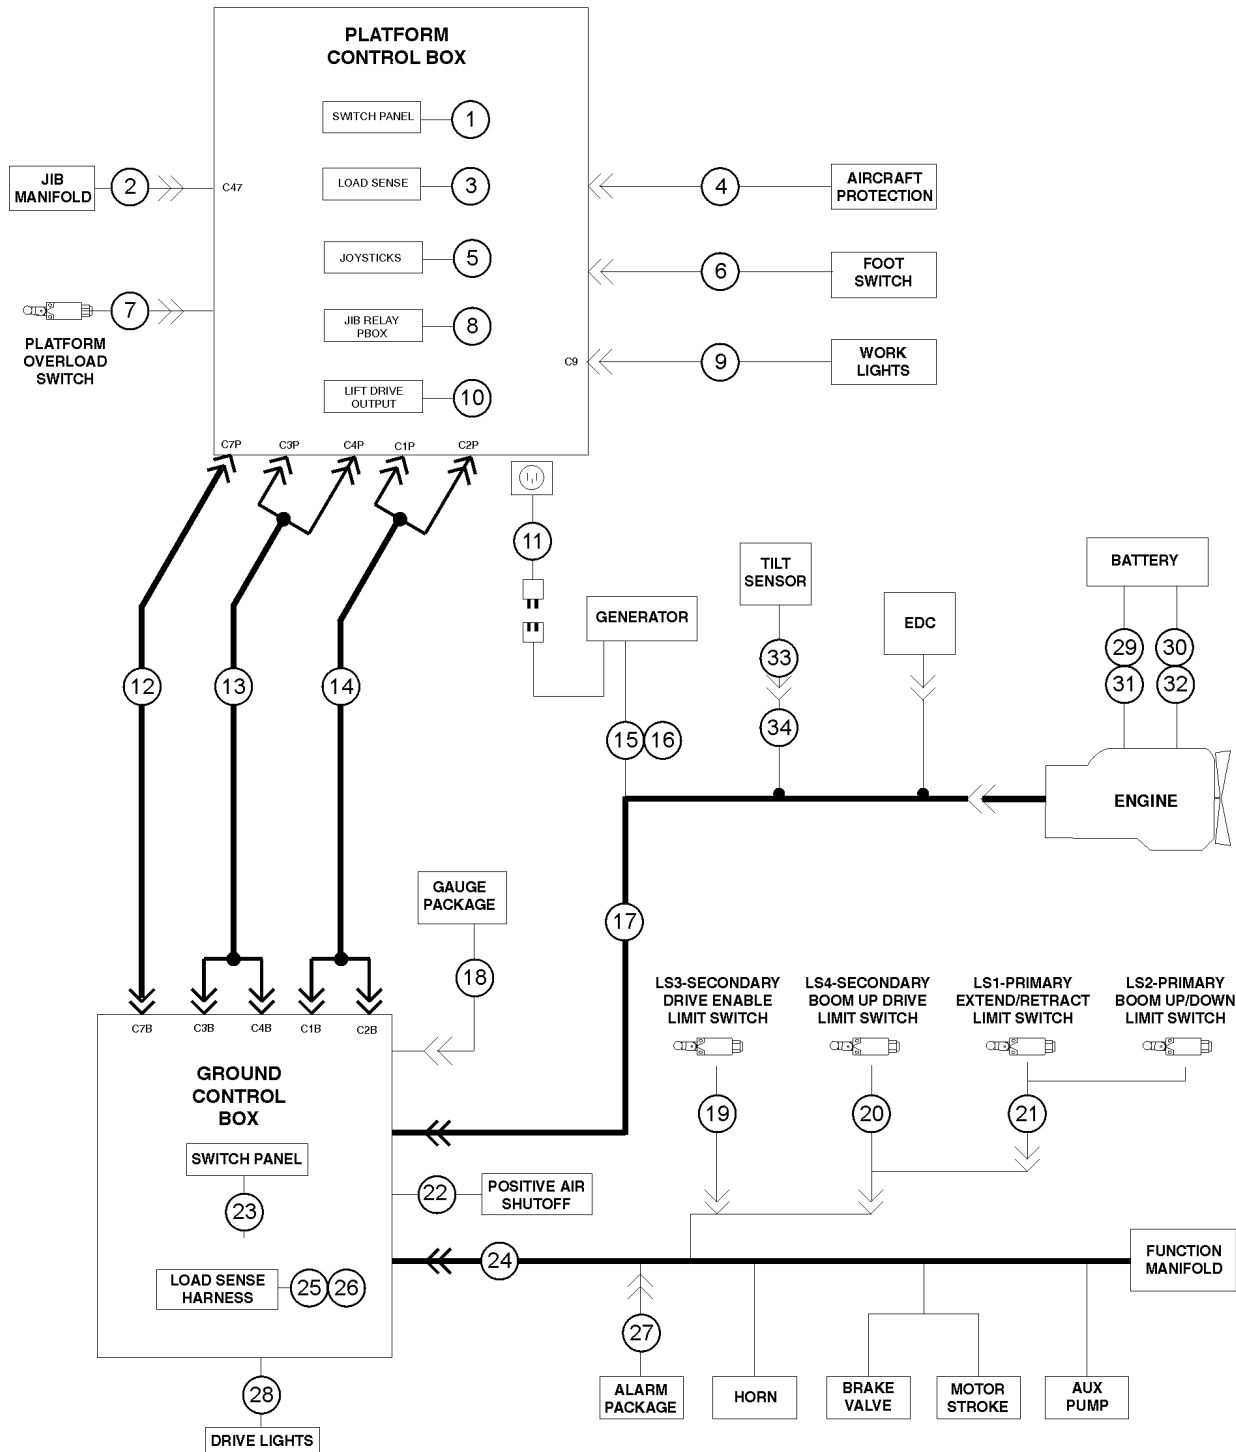 PLATFORM
CONTROL BOX
SWITCH PANEL
1
JIB
MANIFOLD
2
C47
LOAD SENSE
3
4
AIRCRAFT
PROTECTION
JOYSTICKS
5
6
FOOT
SWITCH
7
PLATFORM
OVERLOAD
SWITCH
JIB RELAY
PBOX
8
C9
9
WORK
LIGHTS
LIFT DRIVE
OUTPUT
10
C7P
C3P
C4P
C1P
C2P
11
TILT
SENSOR
BATTERY
GENERATOR
EDC
29
30
33
31
32
12
13
14
34
15
16
ENGINE
GAUGE
PACKAGE
17
18
LS3-SECONDARY
DRIVE ENABLE
LIMIT SWITCH
LS4-SECONDARY
BOOM UP DRIVE
LIMIT SWITCH
LS1-PRIMARY
EXTEND/RETRACT
LIMIT SWITCH
LS2-PRIMARY
BOOM UP/DOWN
LIMIT SWITCH
C7B
C3B
C4B
C1B
C2B
GROUND
CONTROL
BOX
19
20
21
SWITCH PANEL
22
POSITIVE AIR
SHUTOFF
23
24
FUNCTION
MANIFOLD
LOAD SENSE
HARNESS
25
26
27
28
ALARM
PACKAGE
HORN
BRAKE
VALVE
MOTOR
STROKE
AUX
PUMP
DRIVE LIGHTS